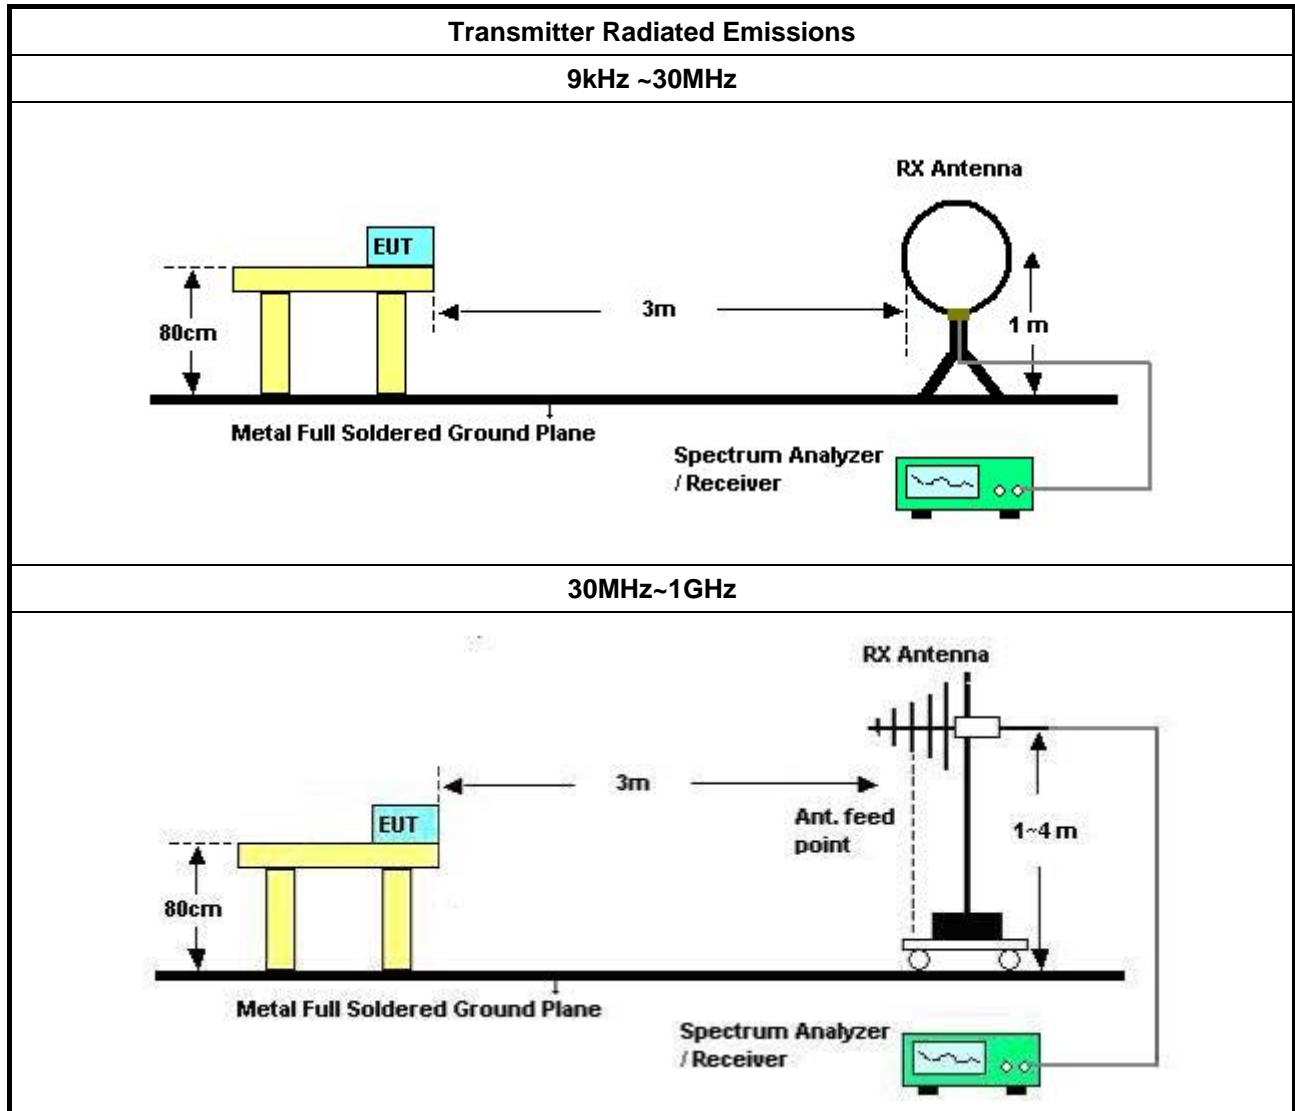 Transmitter Radiated Emissions
9kHz ~30MHz
RX Antenna
EUT
3m
80cm
1 m
Metal Full Soldered Ground Plane
Spectrum Analyzer
/ Receiver
30MHz~1GHz
RX Antenna
3m
EUT
Ant. feed
point
1~4 m
80cm
Metal Full Soldered Ground Plane
Spectrum Analyzer
/ Receiver